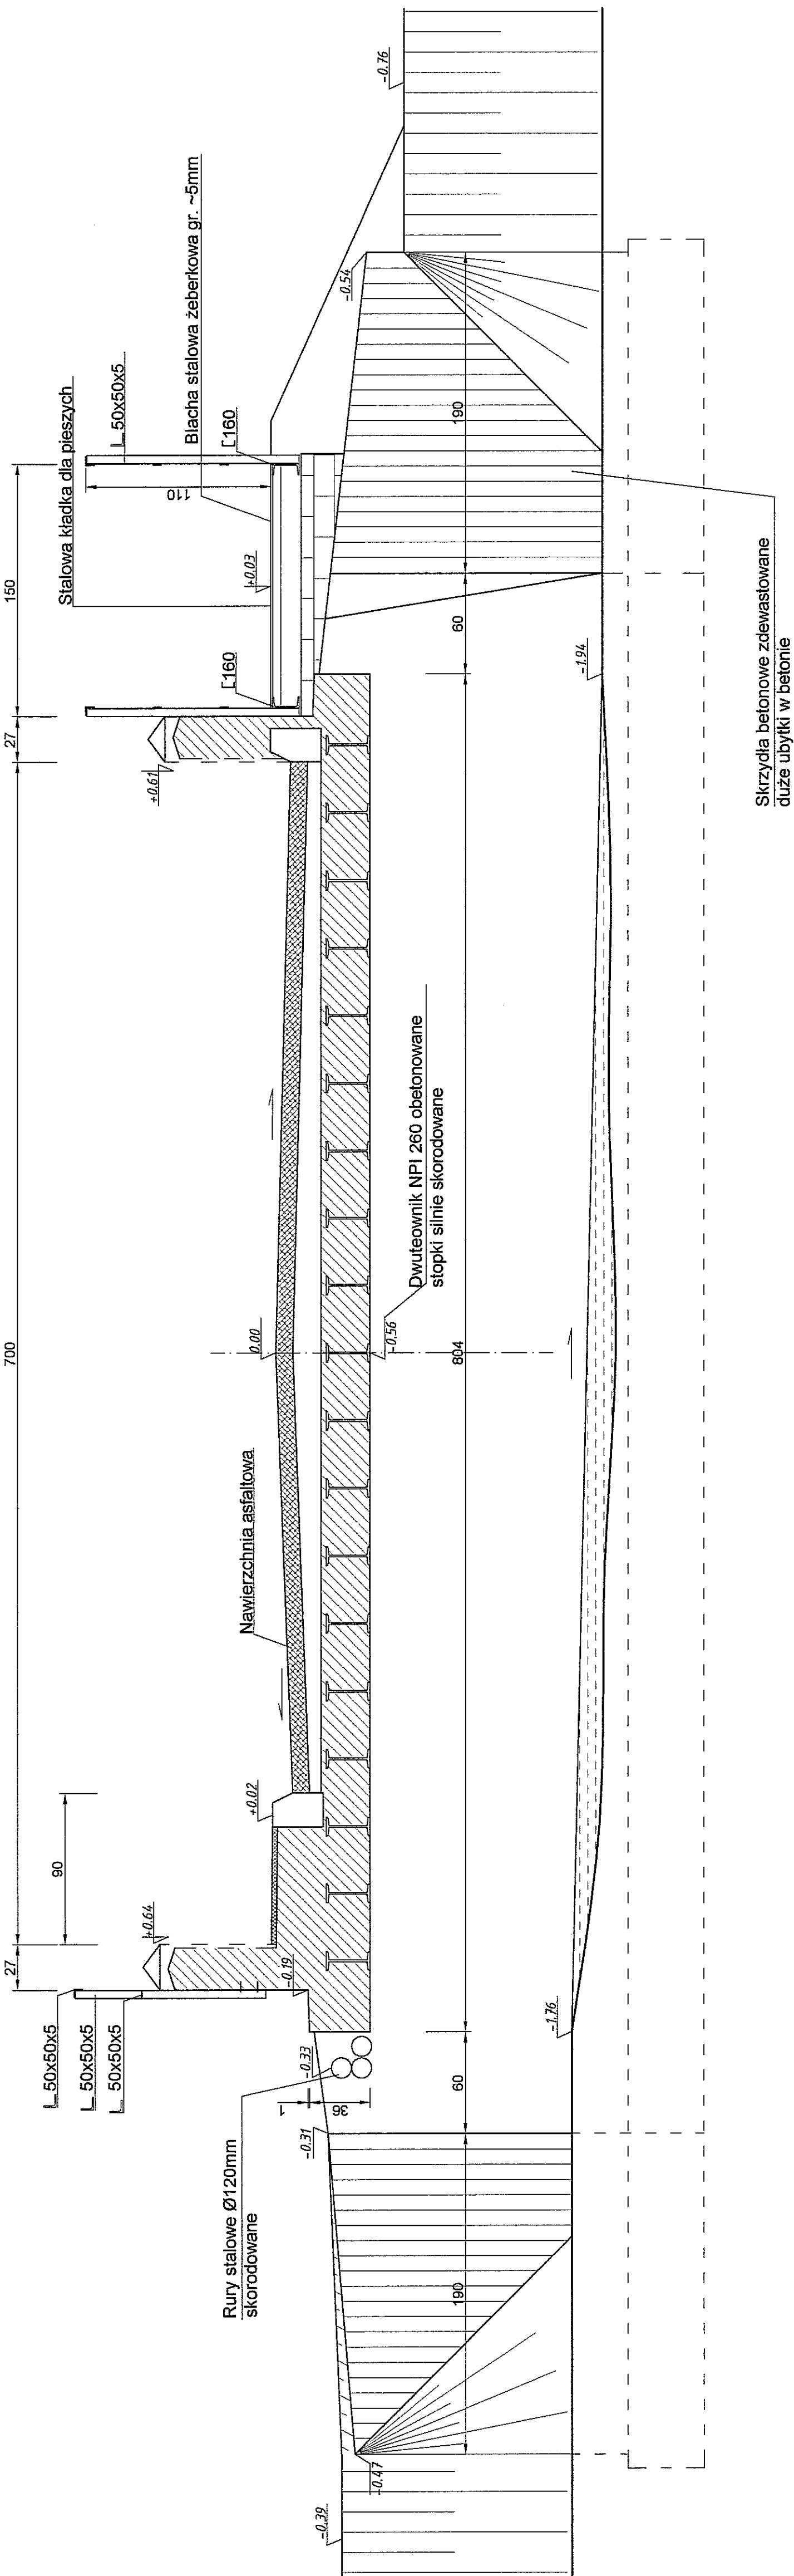 27
700
27
150
90
110
∟ 50x50x5
∟ 50x50x5
∟ 50x50x5
+0.64
+0.61
Stalowa kładka dla pieszych
∟ 50x50x5
Blacha stalowa żeberkowa gr. ~5mm
[160
[160
+0.03
0.00
+0.02
Nawierzchnia asfaltowa
Rury stalowe Ø120mm
skorodowane
-0.19
-0.33
-0.31
1
36
-0.39
-0.47
-0.54
-0.76
-0.56
Dwuteownik NPI 260 obetonowane
stopki silnie skorodowane
190
60
804
60
190
-1.76
-1.94
Skrzydła betonowe zdewastowane
duże ubytki w betonie